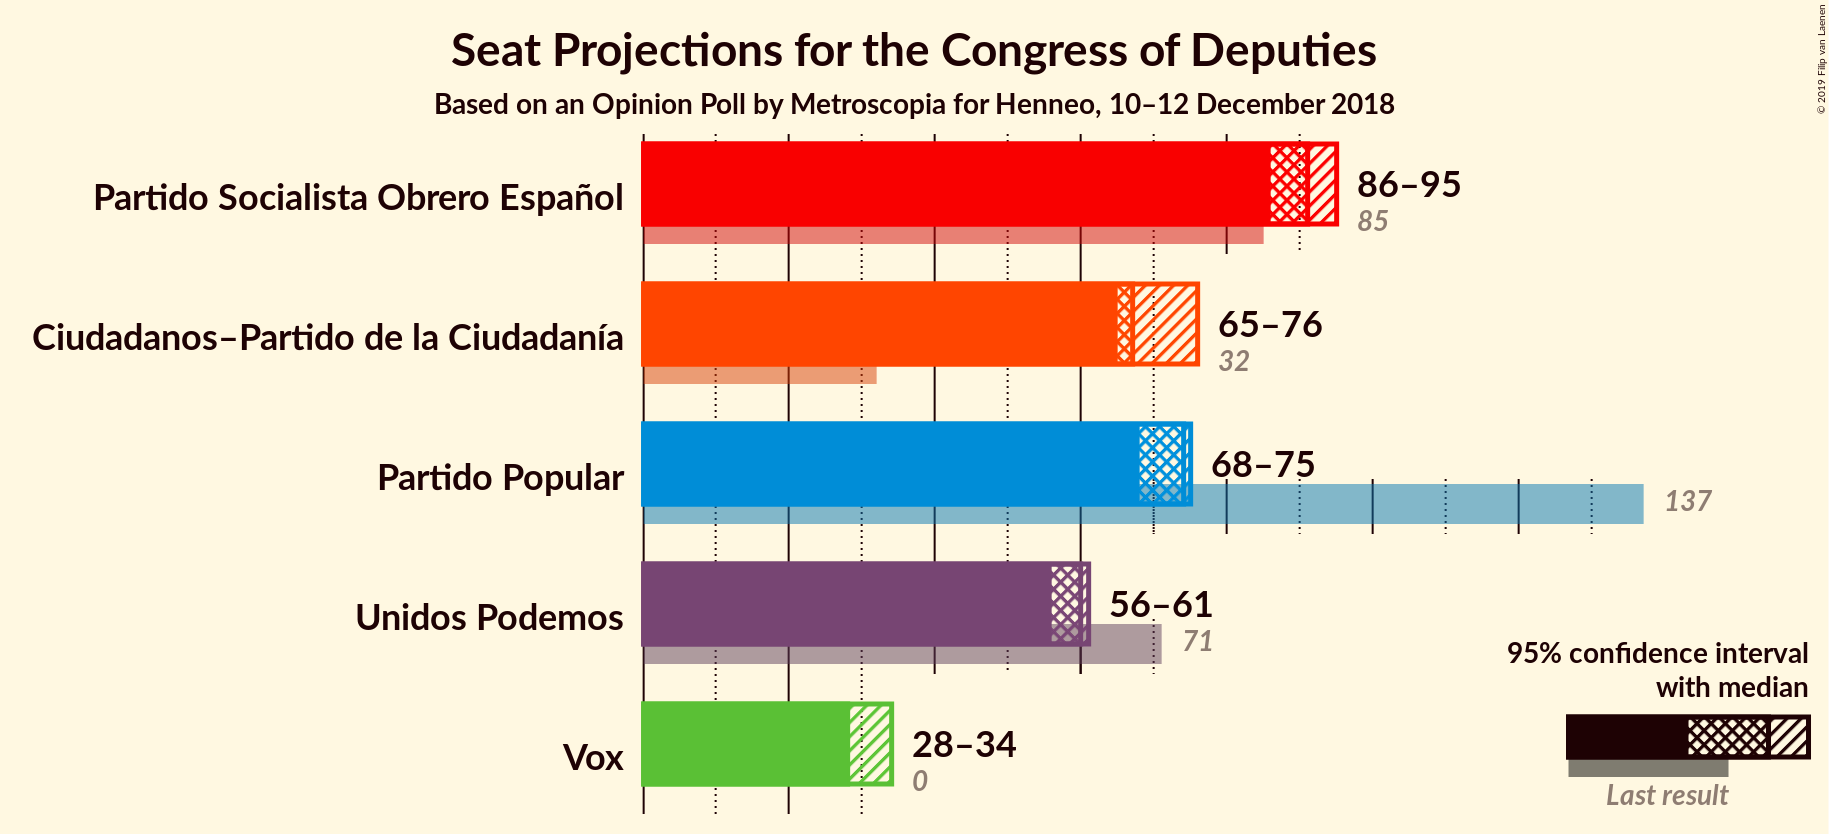 Seat Projections for the Congress of Deputies
Based on an Opinion Poll by Metroscopia for Henneo, 10–12 December 2018
© 2019 Filip van Laenen
Partido Socialista Obrero Español
86–95
85
Ciudadanos–Partido de la Ciudadanía
65–76
32
Partido Popular
68–75
137
Unidos Podemos
56–61
71
Vox
28–34
0
95% confidence interval
with median
Last result